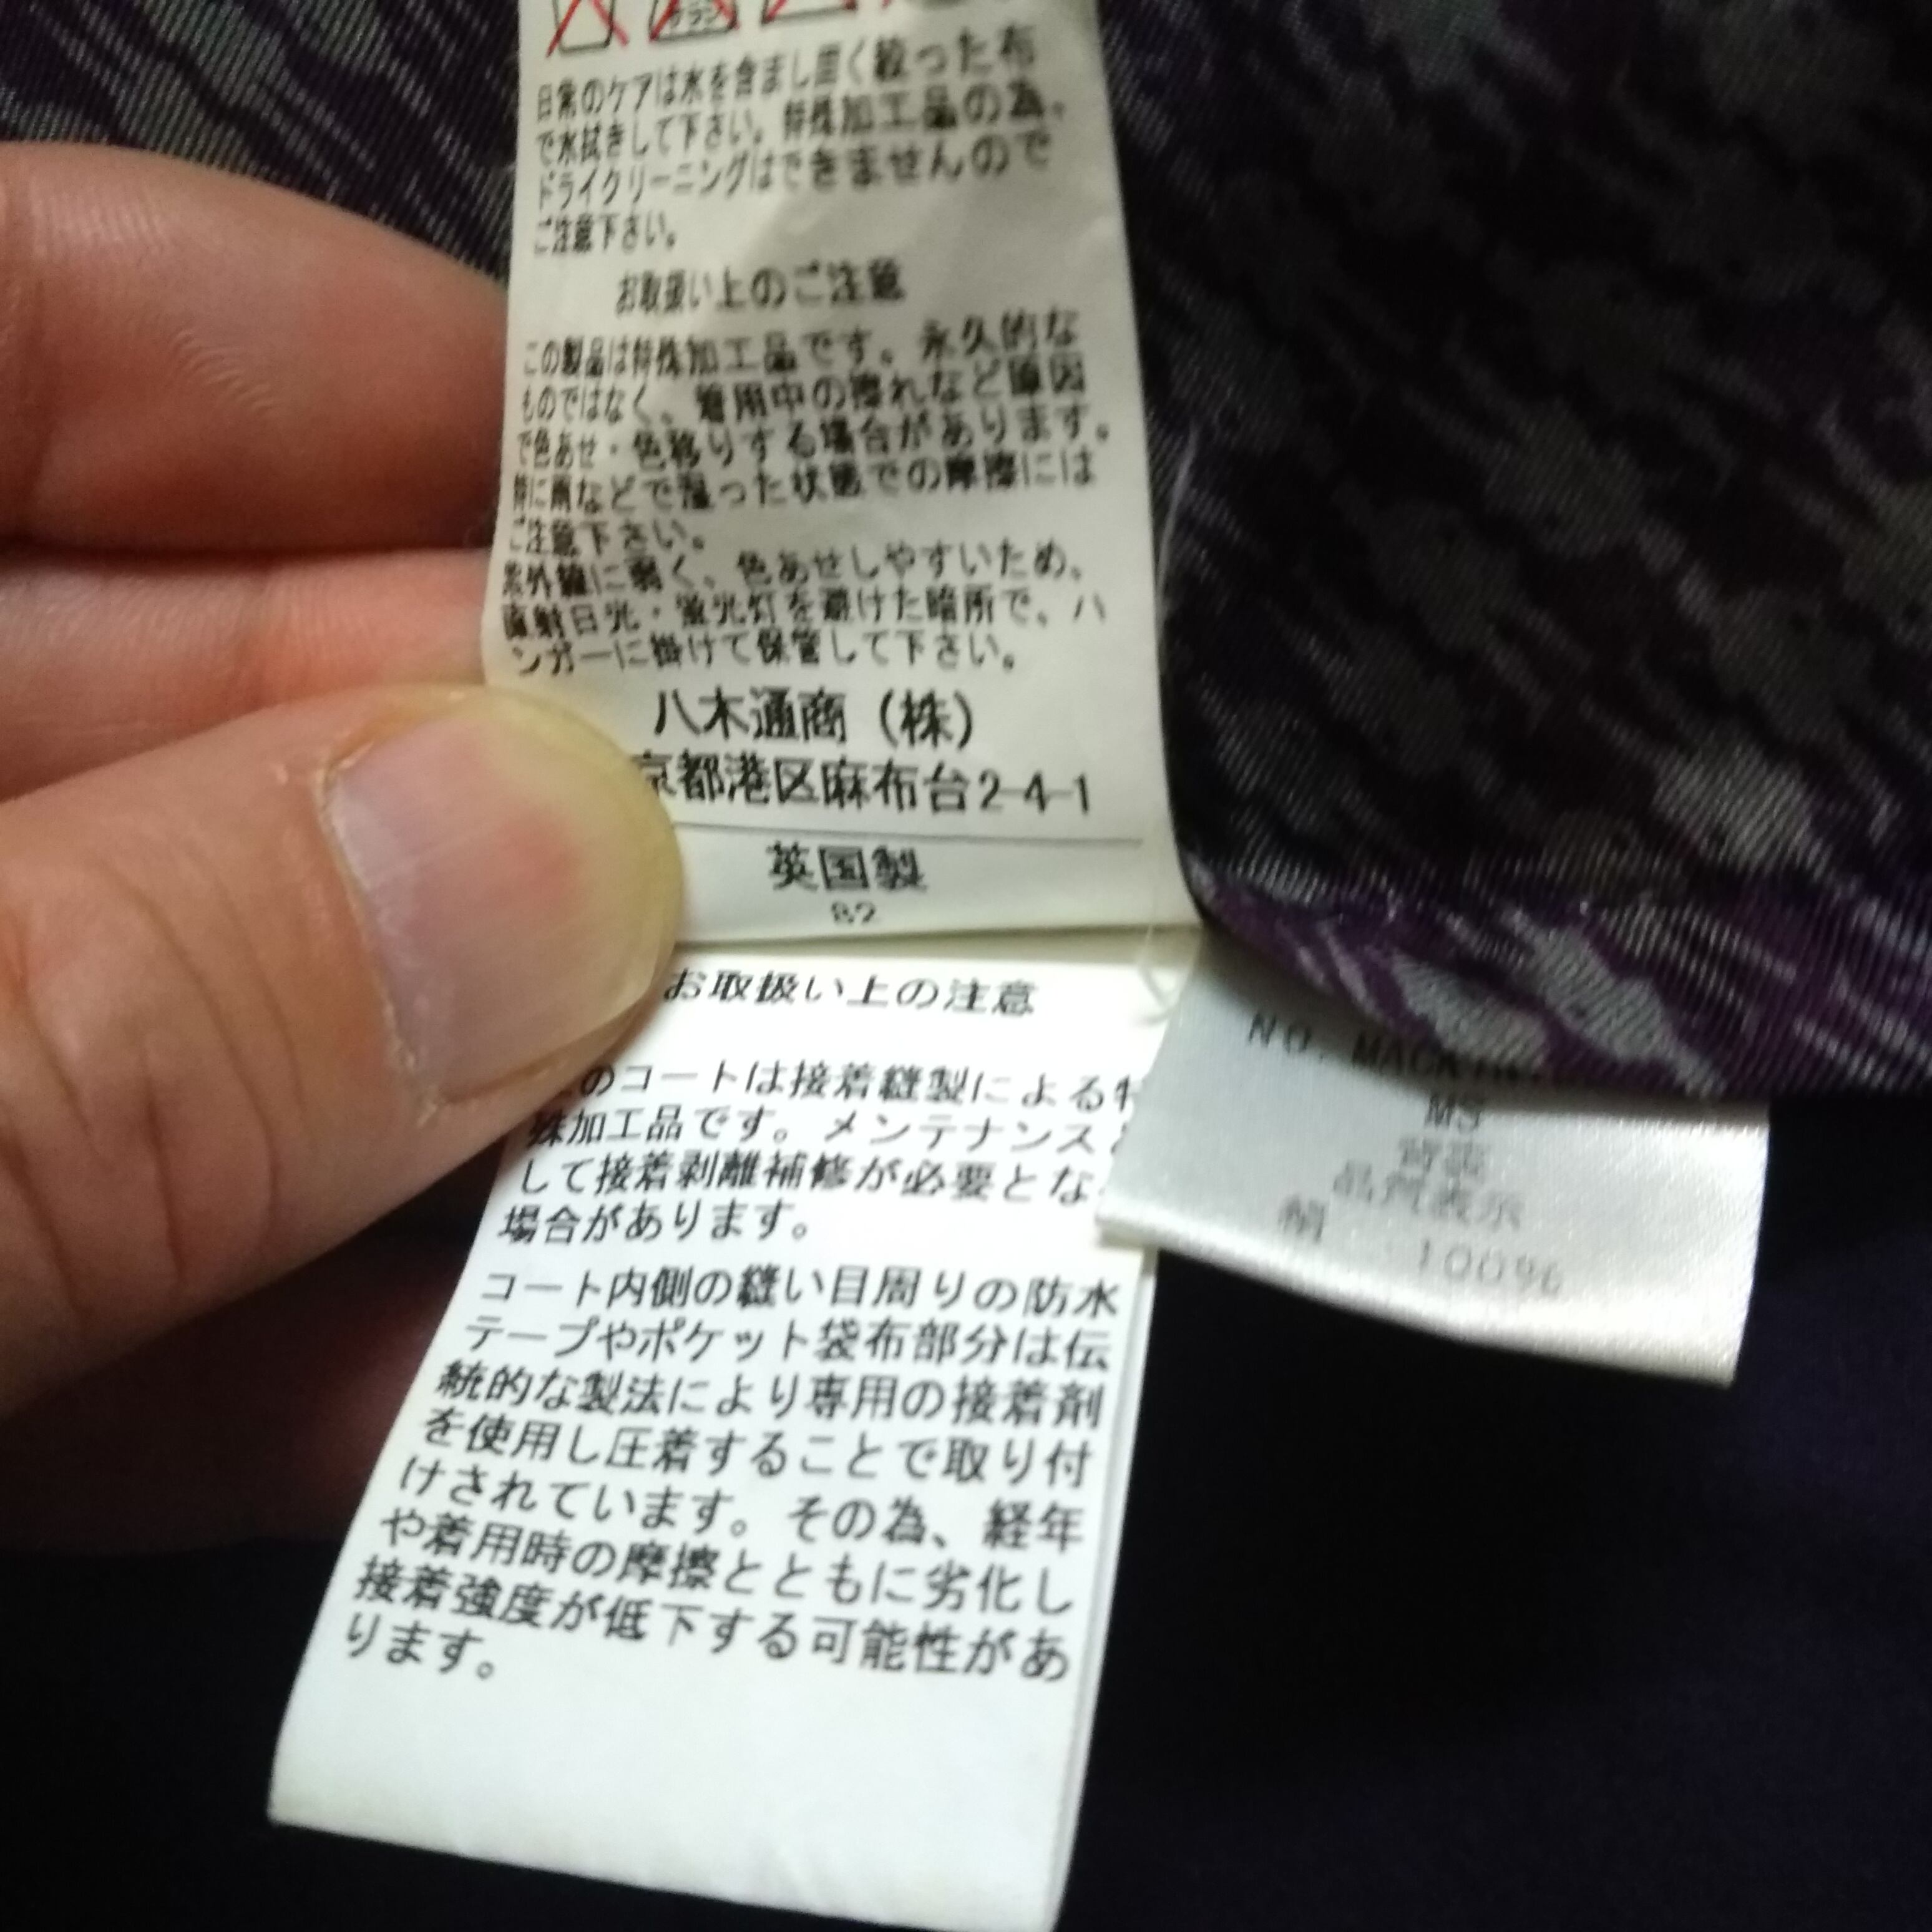 日常のケアは水を含まし固く絞った布
で水拭きして下さい。特殊加工品の為、
ドライクリーニングはできませんので
ご注意下さい。
お取扱い上のご注意
この製品は特殊加工品です。永久的な
ものではなく、着用中の擦れなど原因
で色あせ・色移りする場合があります。
特に雨などで湿った状態での摩擦には
ご注意下さい。
紫外線に弱く、色あせしやすいため、
直射日光・蛍光灯を避けた暗所で、ハ
ンガーに掛けて保管して下さい。
八木通商（株）
京都港区麻布台2-4-1
英国製
82
お取扱い上の注意
のコートは接着縫製による特
殊加工品です。メンテナンスと
して接着剥離補修が必要とな
場合があります。
コート内側の縫い目周りの防水
テープやポケット袋布部分は伝
統的な製法により専用の接着剤
を使用し圧着することで取り付
けされています。その為、経年
や着用時の摩擦とともに劣化し
接着強度が低下する可能性があ
ります。
NO. MACKIN
MS
背裏
品質表示
絹 100%